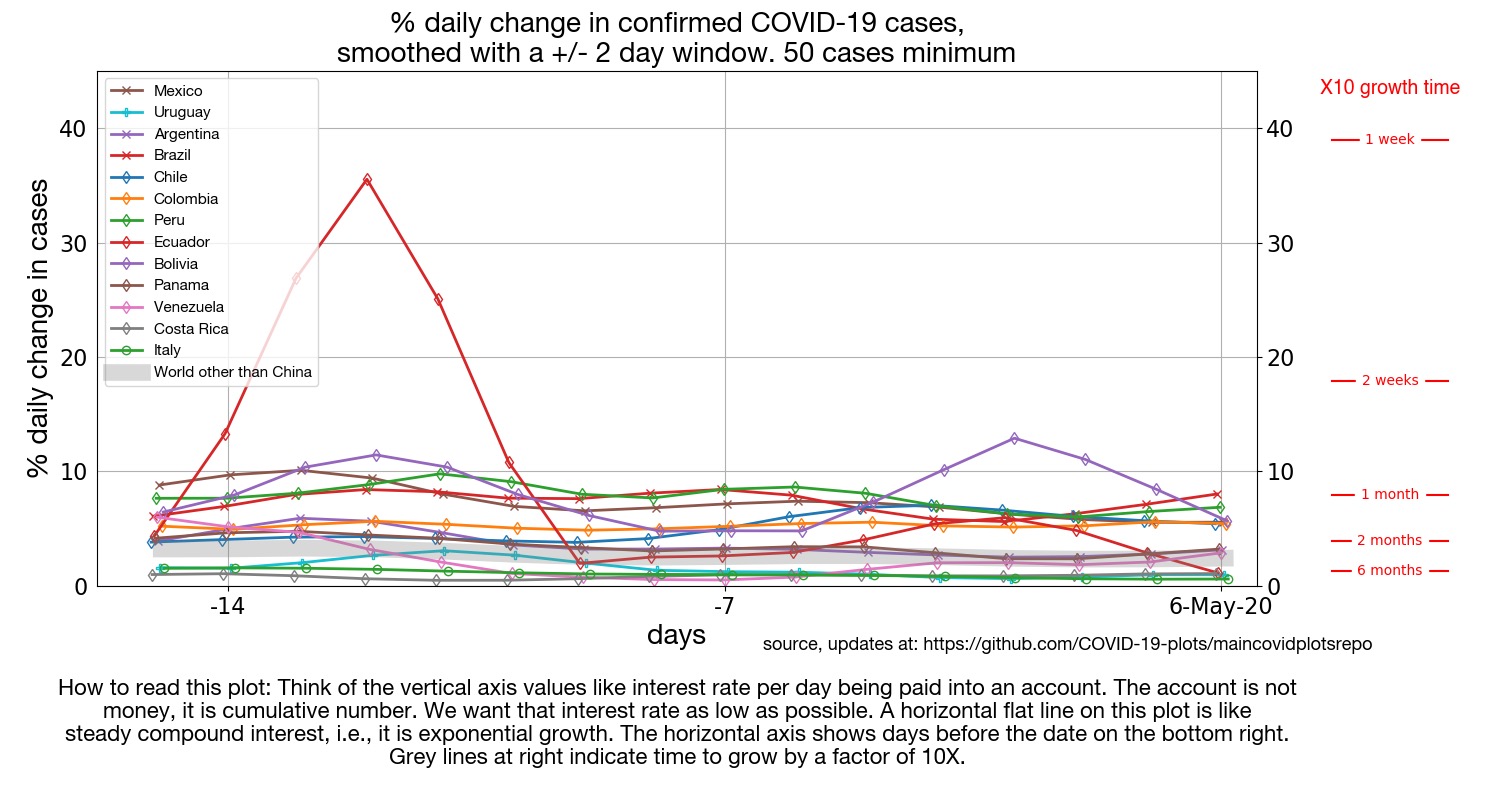 % daily change in confirmed COVID-19 cases,
smoothed with a +/- 2 day window. 50 cases minimum
% daily change in cases
40
30
20
10
0
Mexico
Uruguay
Argentina
Brazil
Chile
Colombia
Peru
Ecuador
Bolivia
Panama
Venezuela
Costa Rica
Italy
World other than China
40
30
20
10
0
X10 growth time
1 week
2 weeks
1 month
2 months
6 months
-14
-7
6-May-20
days
source, updates at: https://github.com/COVID-19-plots/maincovidplotsrepo
How to read this plot: Think of the vertical axis values like interest rate per day being paid into an account. The account is not
money, it is cumulative number. We want that interest rate as low as possible. A horizontal flat line on this plot is like
steady compound interest, i.e., it is exponential growth. The horizontal axis shows days before the date on the bottom right.
Grey lines at right indicate time to grow by a factor of 10X.